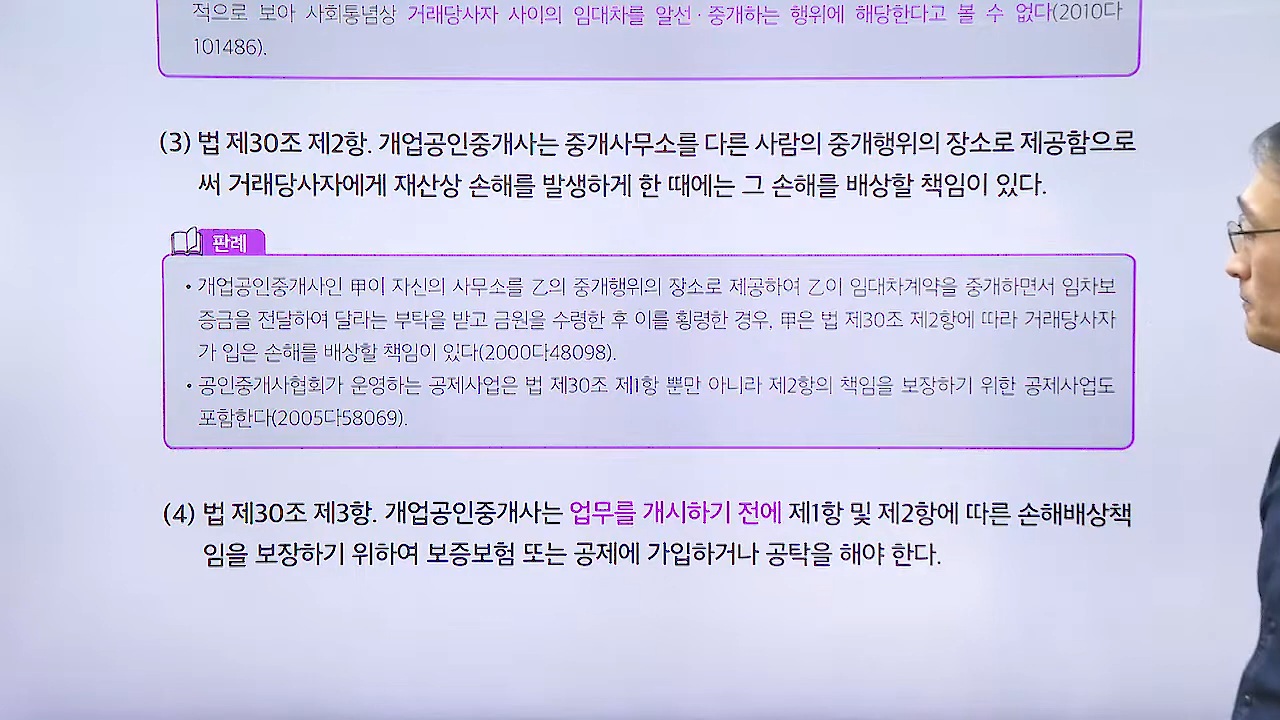 적으로 보아 사회통념상 거래당사자 사이의 임대차를 알선·중개하는 행위에 해당한다고 볼 수 없다(2010다
101486).
(3) 법 제30조 제2항. 개업공인중개사는 중개사무소를 다른 사람의 중개행위의 장소로 제공함으로
써 거래당사자에게 재산상 손해를 발생하게 한 때에는 그 손해를 배상할 책임이 있다.
판례
• 개업공인중개사인 甲이 자신의 사무소를 乙의 중개행위의 장소로 제공하여 乙이 임대차계약을 중개하면서 임차보
증금을 전달하여 달라는 부탁을 받고 금원을 수령한 후 이를 횡령한 경우, 甲은 법 제30조 제2항에 따라 거래당사자
가 입은 손해를 배상할 책임이 있다(2000다48098).
• 공인중개사협회가 운영하는 공제사업은 법 제30조 제1항 뿐만 아니라 제2항의 책임을 보장하기 위한 공제사업도
포함한다(2005다58069).
(4) 법 제30조 제3항. 개업공인중개사는 업무를 개시하기 전에 제1항 및 제2항에 따른 손해배상책
임을 보장하기 위하여 보증보험 또는 공제에 가입하거나 공탁을 해야 한다.